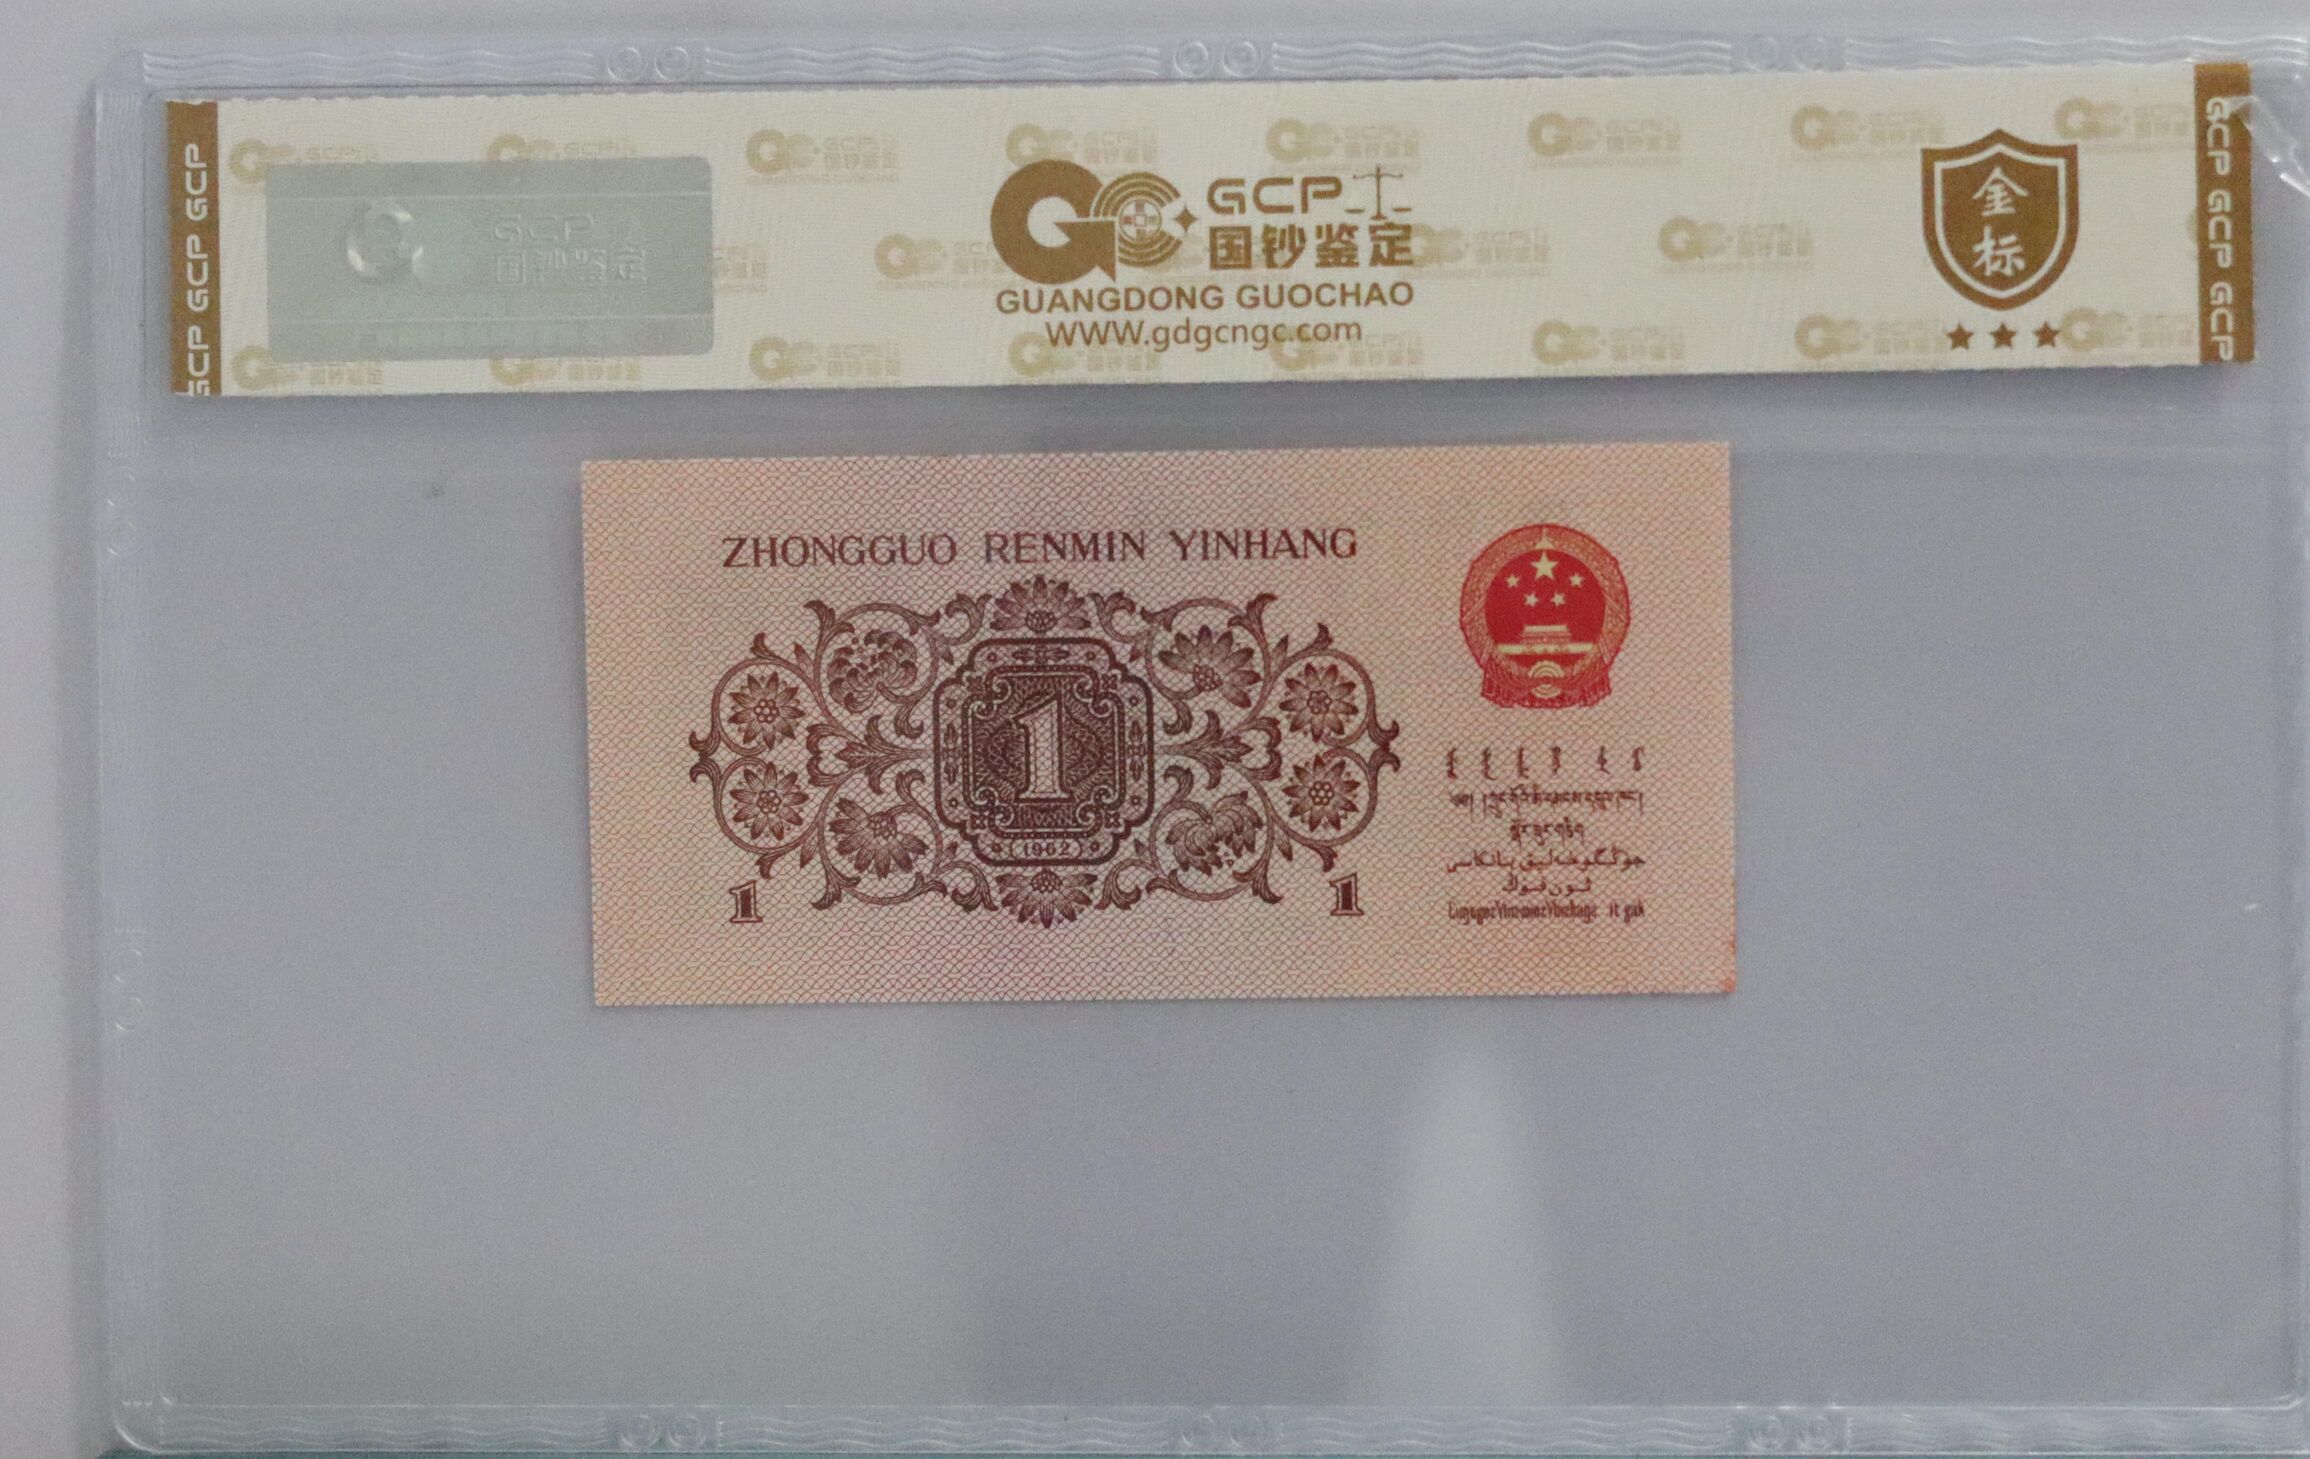 GCP GCP GCP
GCP
国钞鉴定
GCP
国钞鉴定
GUANGDONG GUOCHAO
WWW.gdgcngc.com
金标
GCP GCP GCP
ZHONGGUO RENMIN YINHANG
1
(1962)
1
1